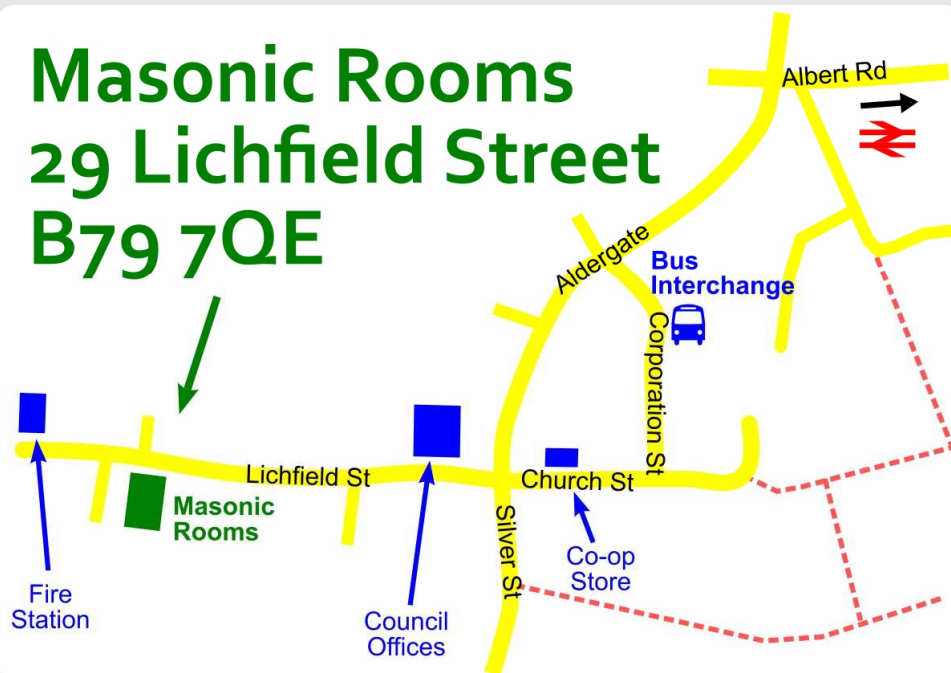 Masonic Rooms
29 Lichfield Street
B79 7QE
Albert Rd
Aldergate
Bus
Interchange
Corporation St
Lichfield St
Church St
Masonic
Rooms
Silver St
Co-op
Store
Fire
Station
Council
Offices